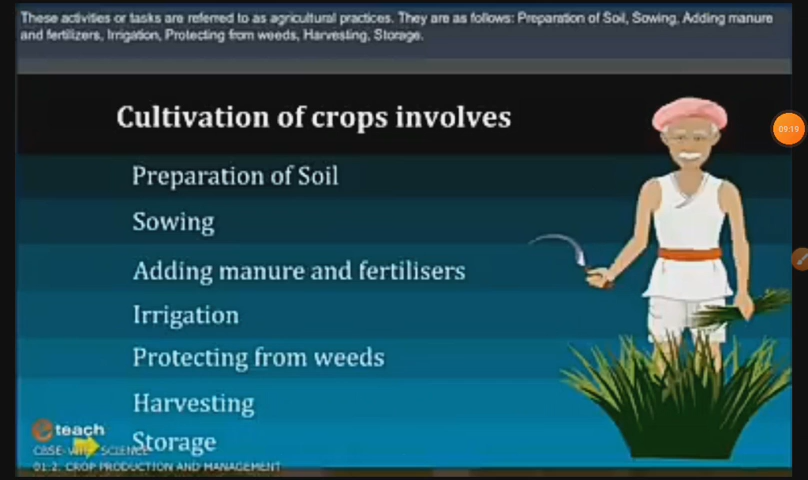 These activities or tasks are referred to as agricultural practices. They are as follows: Preparation of Soil, Sowing, Adding manure
and fertilizers, Irrigation, Protecting from weeds, Harvesting, Storage.
09:19
Cultivation of crops involves
Preparation of Soil
Sowing
Adding manure and fertilisers
Irrigation
Protecting from weeds
Harvesting
Storage
eteach
CBSE- SCIENCE
01:2. CROP PRODUCTION AND MANAGEMENT